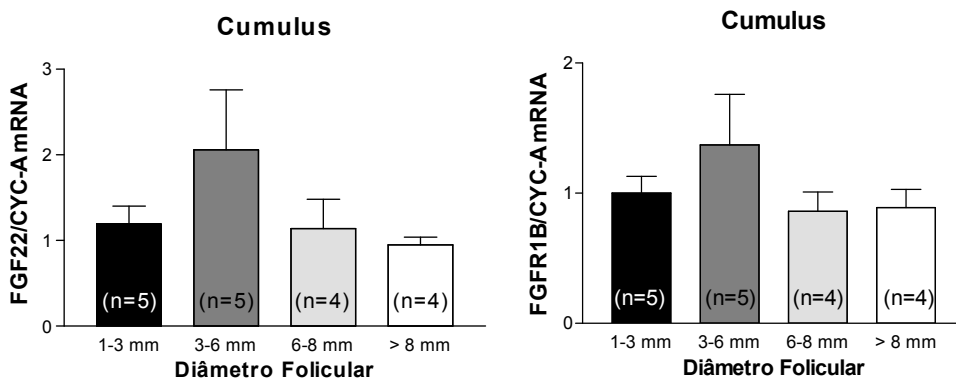 Cumulus
FGF22/CYC-AmRNA
3
2
1
0
(n=5)
(n=5)
(n=4)
(n=4)
1-3 mm
3-6 mm
6-8 mm
> 8 mm
Diâmetro Folicular
Cumulus
FGFR1B/CYC-AmRNA
2
1
0
(n=5)
(n=5)
(n=4)
(n=4)
1-3 mm
3-6 mm
6-8 mm
> 8 mm
Diâmetro Folicular